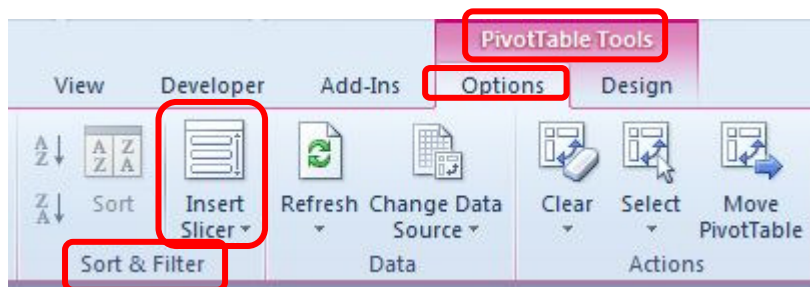 PivotTable Tools
View Developer Add-Ins Options Design
A Z A Z Z A
Z A Sort Insert Slicer Refresh Change Data Source Clear Select Move PivotTable
Sort & Filter Data Actions